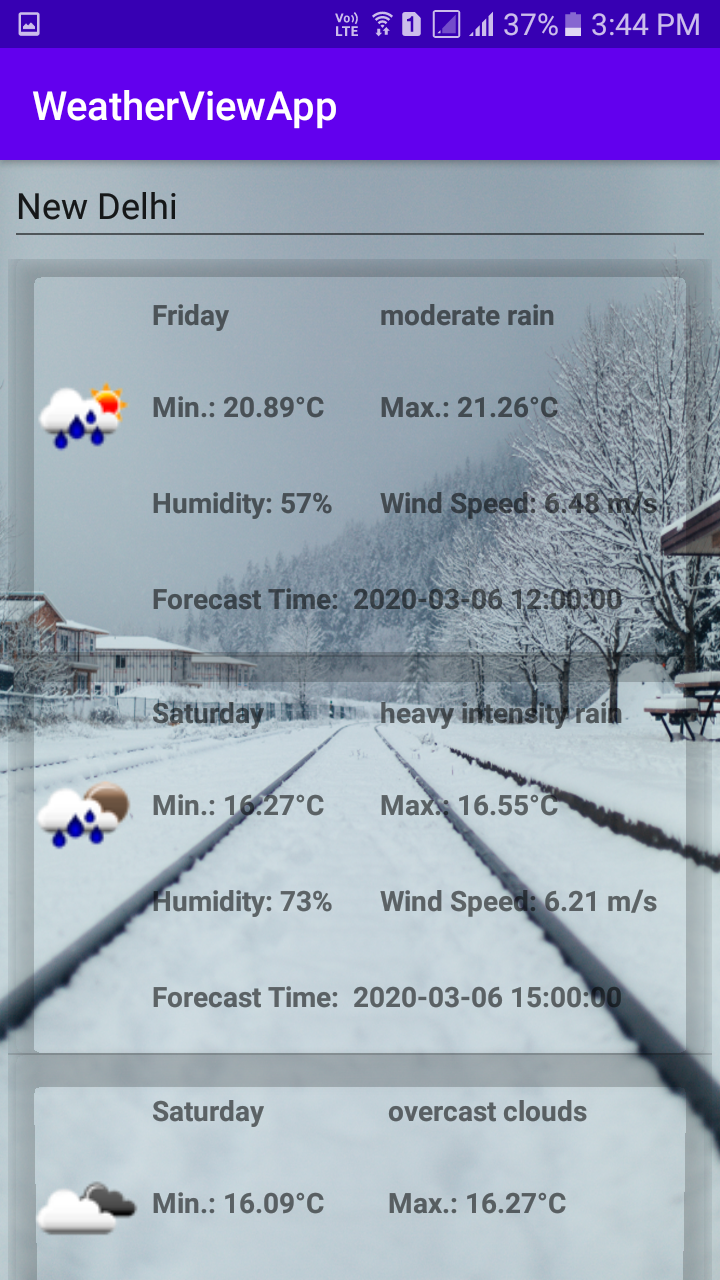 Vo)) LTE 1 37% 3:44 PM
WeatherViewApp
New Delhi
Friday moderate rain
Min.: 20.89°C Max.: 21.26°C
Humidity: 57% Wind Speed: 6.48 m/s
Forecast Time: 2020-03-06 12:00:00
Saturday heavy intensity rain
Min.: 16.27°C Max.: 16.55°C
Humidity: 73% Wind Speed: 6.21 m/s
Forecast Time: 2020-03-06 15:00:00
Saturday overcast clouds
Min.: 16.09°C Max.: 16.27°C